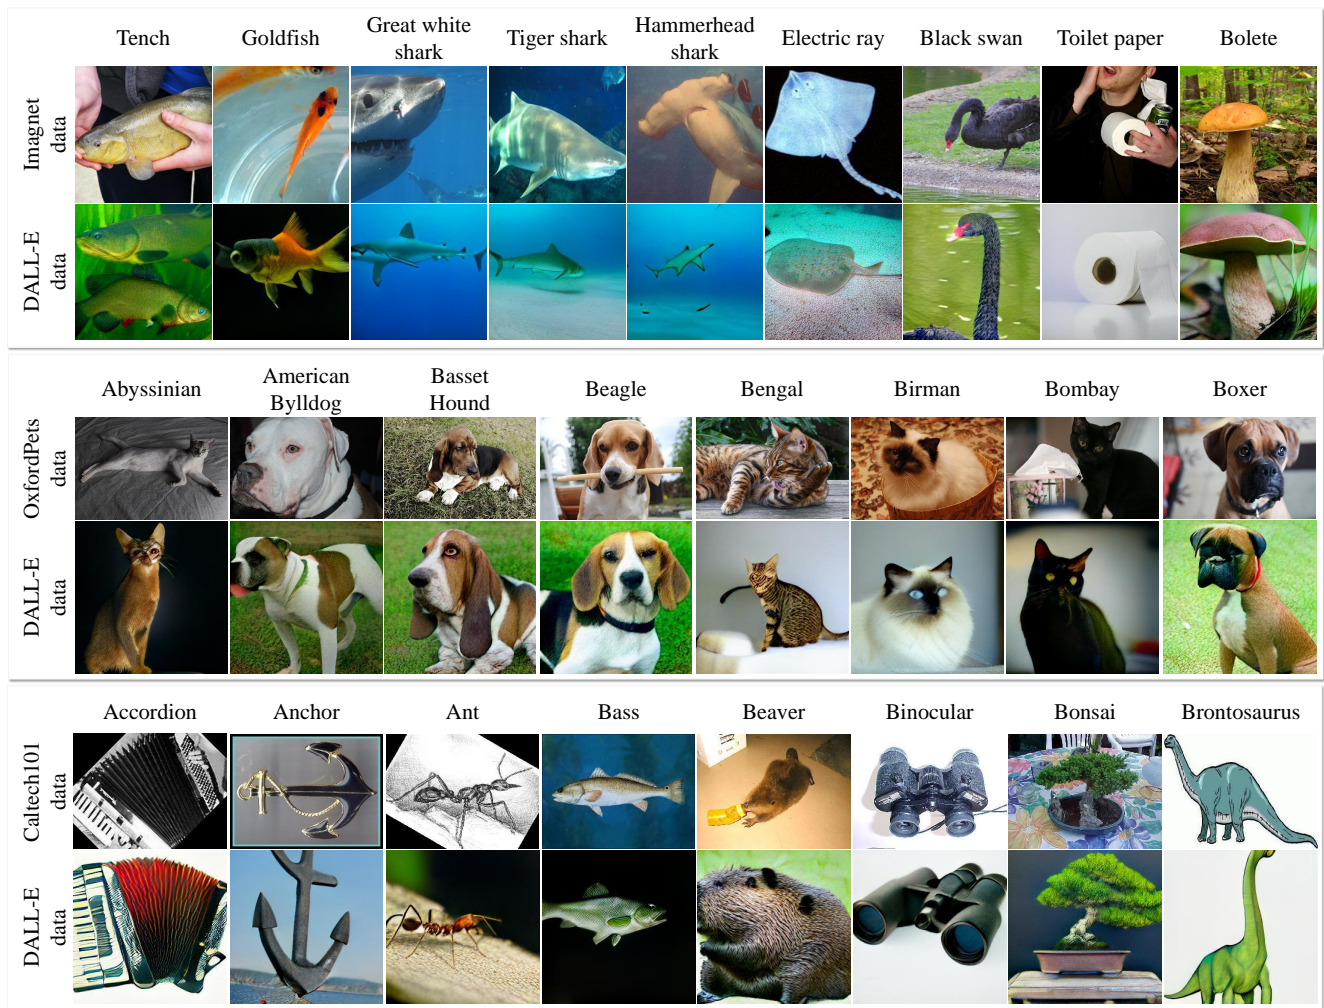 Tench
Goldfish
Great white
shark
Tiger shark
Hammerhead
shark
Electric ray
Black swan
Toilet paper
Bolete
Imagnet
data
DALL-E
data
Abyssinian
American
Bylldog
Basset
Hound
Beagle
Bengal
Birman
Bombay
Boxer
OxfordPets
data
DALL-E
data
Accordion
Anchor
Ant
Bass
Beaver
Binocular
Bonsai
Brontosaurus
Caltech101
data
DALL-E
data